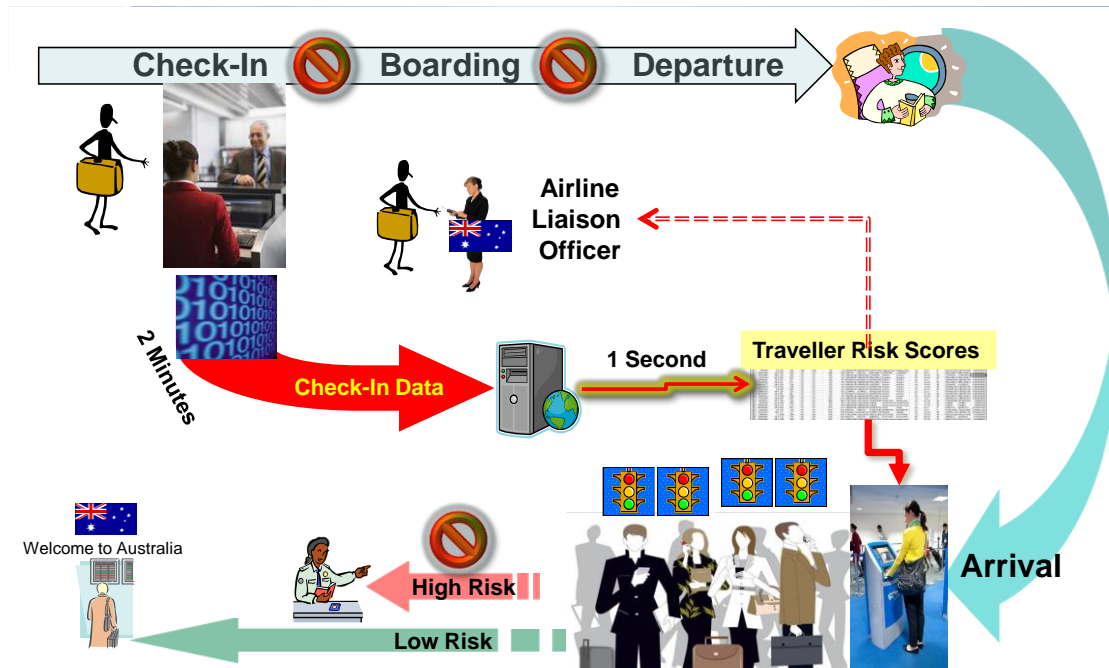 Check-In
Boarding
Departure
Airline
Liaison
Officer
2 Minutes
Check-In Data
1 Second
Traveller Risk Scores
Arrival
Welcome to Australia
High Risk
Low Risk